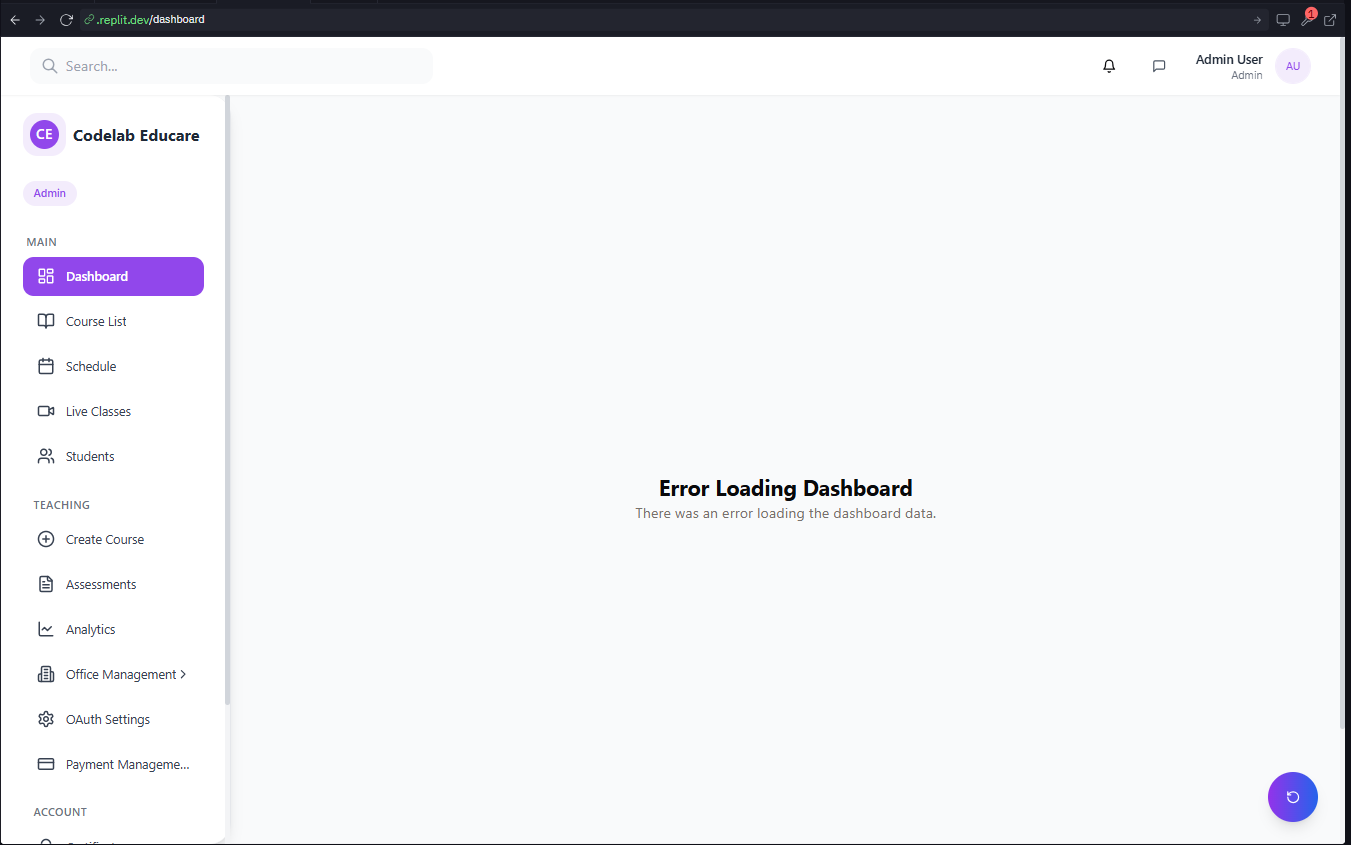 .replit.dev/dashboard
1
Search...
Admin User
Admin
AU
CE
Codelab Educare
Admin
MAIN
Dashboard
Course List
Schedule
Live Classes
Students
TEACHING
Create Course
Assessments
Analytics
Office Management
OAuth Settings
Payment Manageme...
ACCOUNT
Error Loading Dashboard
There was an error loading the dashboard data.